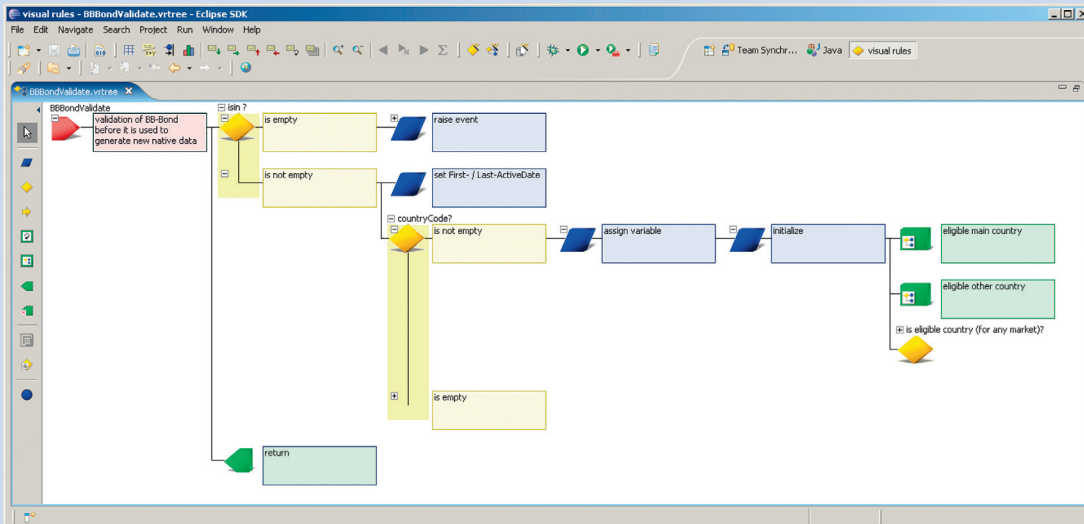 visual rules - BBBondValidate.vrtree - Eclipse SDK
File Edit Navigate Search Project Run Window Help
Team Synchr... Java visual rules
BBBondValidate.vrtree
BBBondValidate
validation of BB-Bond
before it is used to
generate new native data
isin ?
is empty
raise event
is not empty
set First- / Last-ActiveDate
countryCode?
is not empty
assign variable
initialize
eligible main country
eligible other country
is eligible country (for any market)?
is empty
return